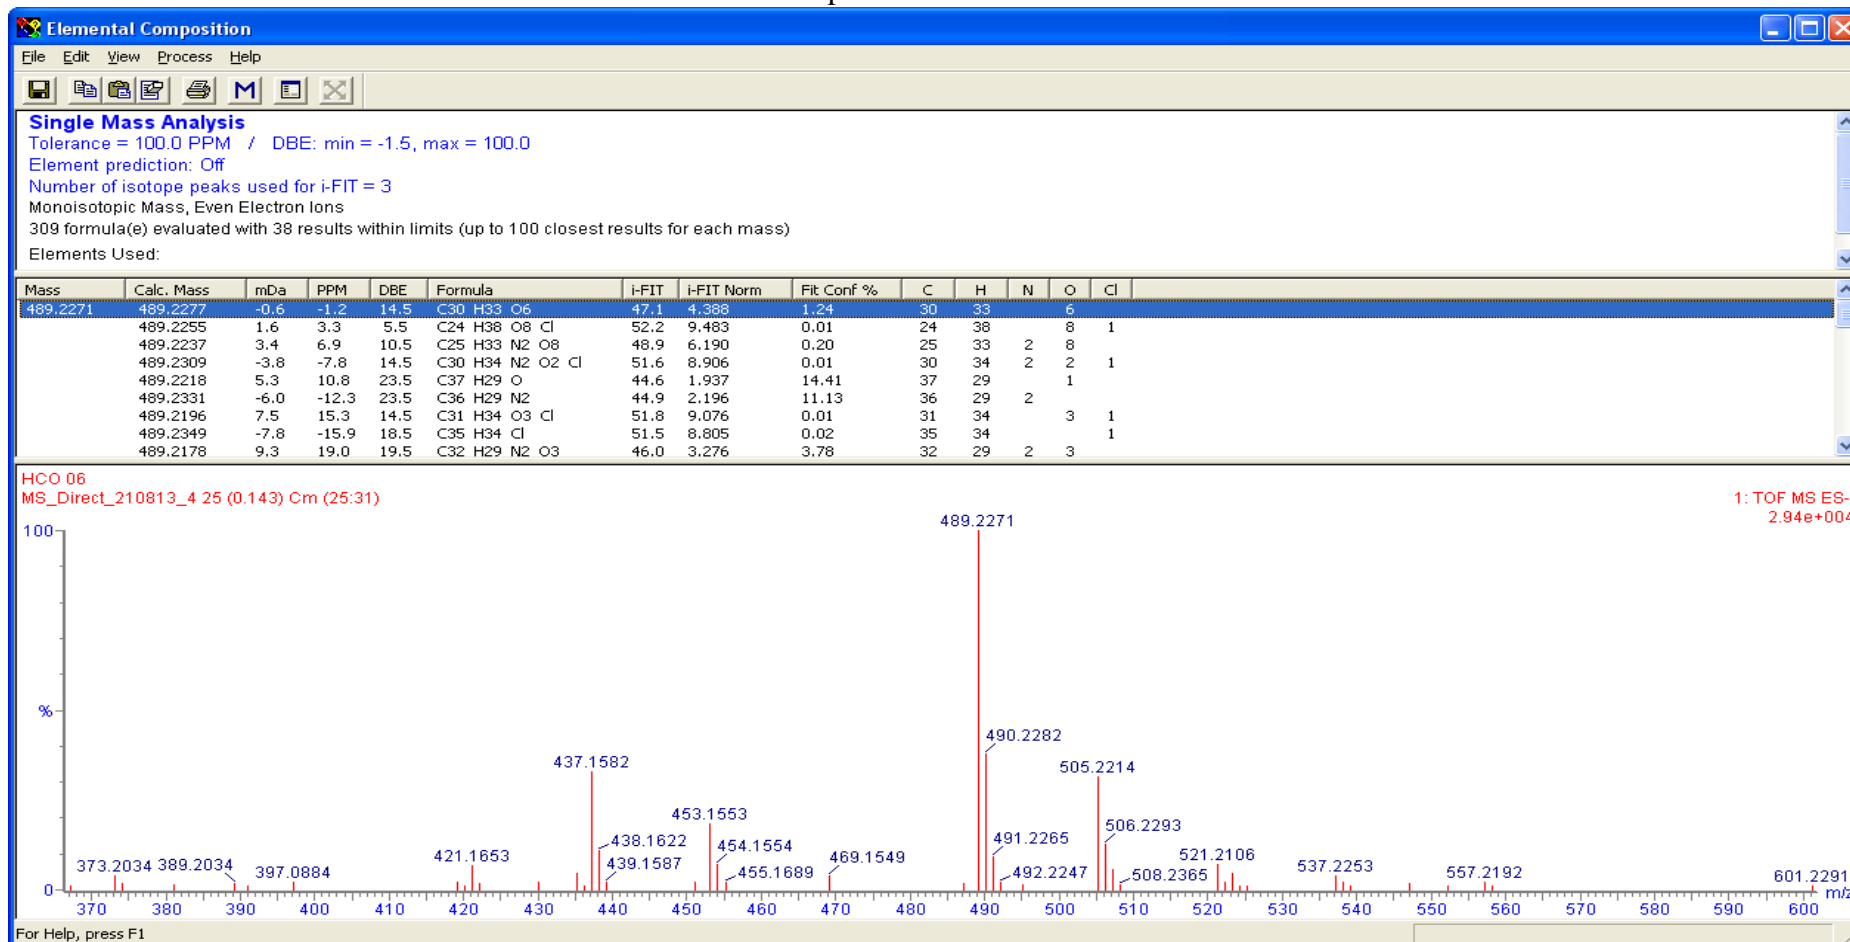 Elemental Composition
File Edit View Process Help
M
Single Mass Analysis
Tolerance = 100.0 PPM / DBE: min = -1.5, max = 100.0
Element prediction: Off
Number of isotope peaks used for i-FIT = 3
Monoisotopic Mass, Even Electron Ions
309 formula(e) evaluated with 38 results within limits (up to 100 closest results for each mass)
Elements Used:
Mass Calc. Mass mDa PPM DBE Formula i-FIT i-FIT Norm Fit Conf % C H N O Cl
489.2271 489.2277 -0.6 -1.2 14.5 C30 H33 O6 47.1 4.388 1.24 30 33 6
489.2255 1.6 3.3 5.5 C24 H38 O8 Cl 52.2 9.483 0.01 24 38 8 1
489.2237 3.4 6.9 10.5 C25 H33 N2 O8 48.9 6.190 0.20 25 33 2 8
489.2309 -3.8 -7.8 14.5 C30 H34 N2 O2 Cl 51.6 8.906 0.01 30 34 2 2 1
489.2218 5.3 10.8 23.5 C37 H29 O 44.6 1.937 14.41 37 29 1
489.2331 -6.0 -12.3 23.5 C36 H29 N2 44.9 2.196 11.13 36 29 2
489.2196 7.5 15.3 14.5 C31 H34 O3 Cl 51.8 9.076 0.01 31 34 3 1
489.2349 -7.8 -15.9 18.5 C35 H34 Cl 51.5 8.805 0.02 35 34 1
489.2178 9.3 19.0 19.5 C32 H29 N2 O3 46.0 3.276 3.78 32 29 2 3
HCO 06
MS_Direct_210813_4 25 (0.143) Cm (25:31)
1: TOF MS ES-
2.94e+004
100
489.2271
%
490.2282
437.1582
505.2214
453.1553
438.1622
454.1554
491.2265
506.2293
421.1653
439.1587
469.1549
521.2106
373.2034 389.2034
397.0884
455.1689
492.2247
508.2365
537.2253
557.2192
601.2291
0
m/z
370 380 390 400 410 420 430 440 450 460 470 480 490 500 510 520 530 540 550 560 570 580 590 600
For Help, press F1